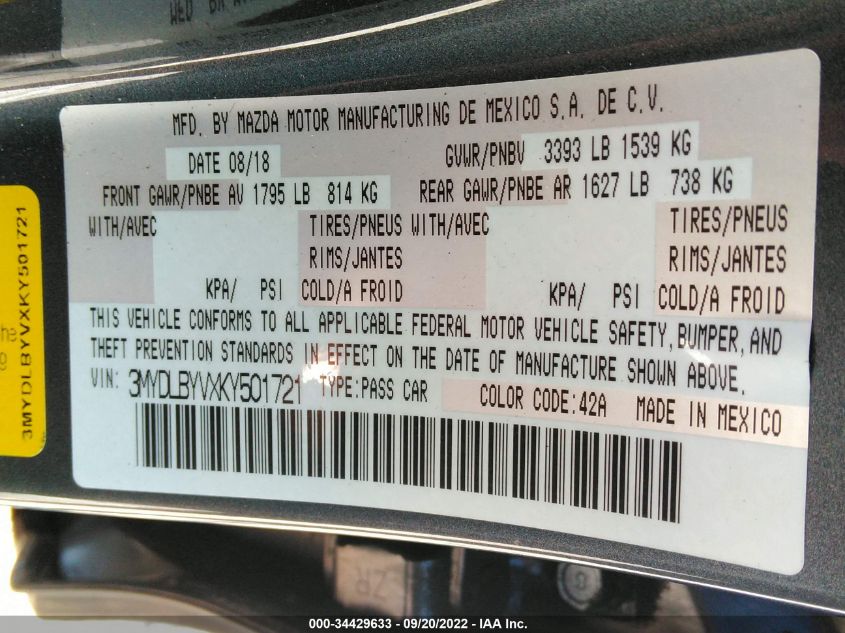 MFD. BY MAZDA MOTOR MANUFACTURING DE MEXICO S.A. DE C.V.
DATE 08/18 GVWR/PNBV 3393 LB 1539 KG
FRONT GAWR/PNBE AV 1795 LB 814 KG REAR GAWR/PNBE AR 1627 LB 738 KG
WITH/AVEC TIRES/PNEUS WITH/AVEC TIRES/PNEUS
RIMS/JANTES RIMS/JANTES
KPA/ PSI COLD/A FROID KPA/ PSI COLD/A FROID
THIS VEHICLE CONFORMS TO ALL APPLICABLE FEDERAL MOTOR VEHICLE SAFETY, BUMPER, AND
THEFT PREVENTION STANDARDS IN EFFECT ON THE DATE OF MANUFACTURE SHOWN ABOVE.
VIN: 3MYDLBYVXKY501721 TYPE:PASS CAR COLOR CODE:42A MADE IN MEXICO
3MYDLBYVXKY501721
000-34429633 - 09/20/2022 - IAA Inc.